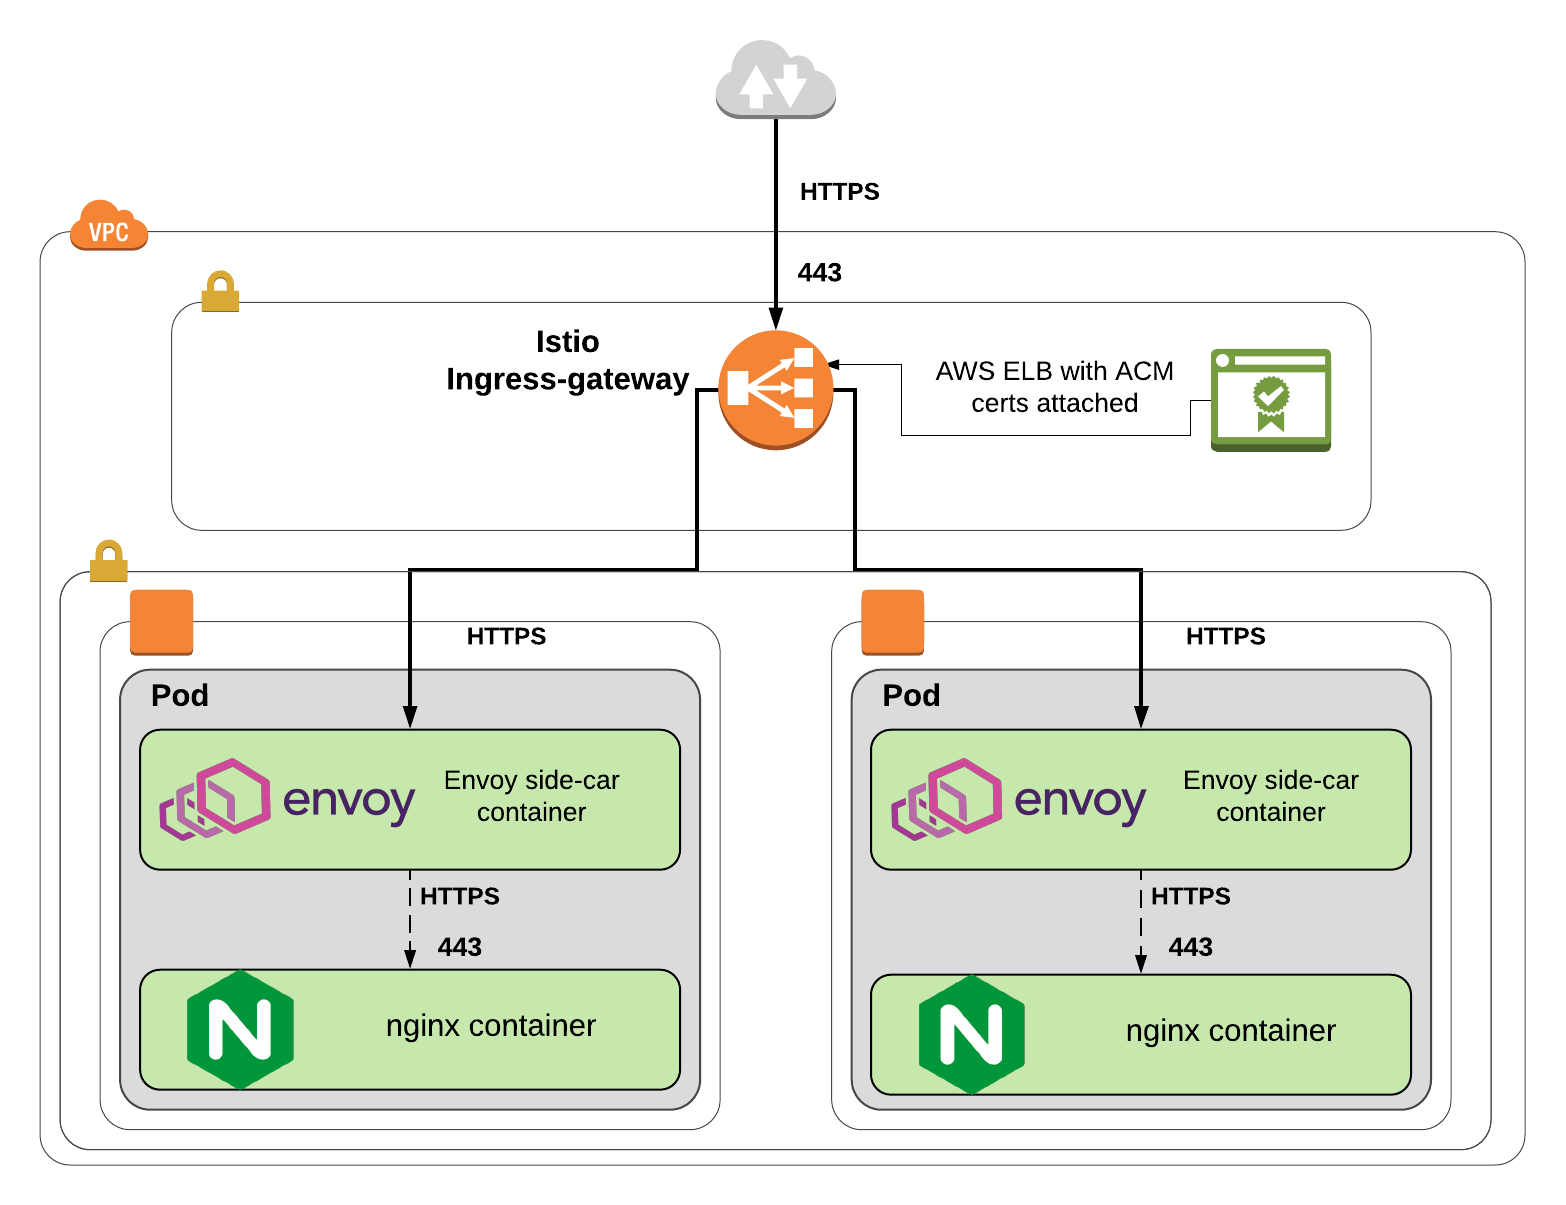 HTTPS
VPC
443
Istio
Ingress-gateway
AWS ELB with ACM
certs attached
HTTPS
HTTPS
Pod
Pod
envoy
Envoy side-car
container
envoy
Envoy side-car
container
HTTPS
443
HTTPS
443
N
nginx container
N
nginx container